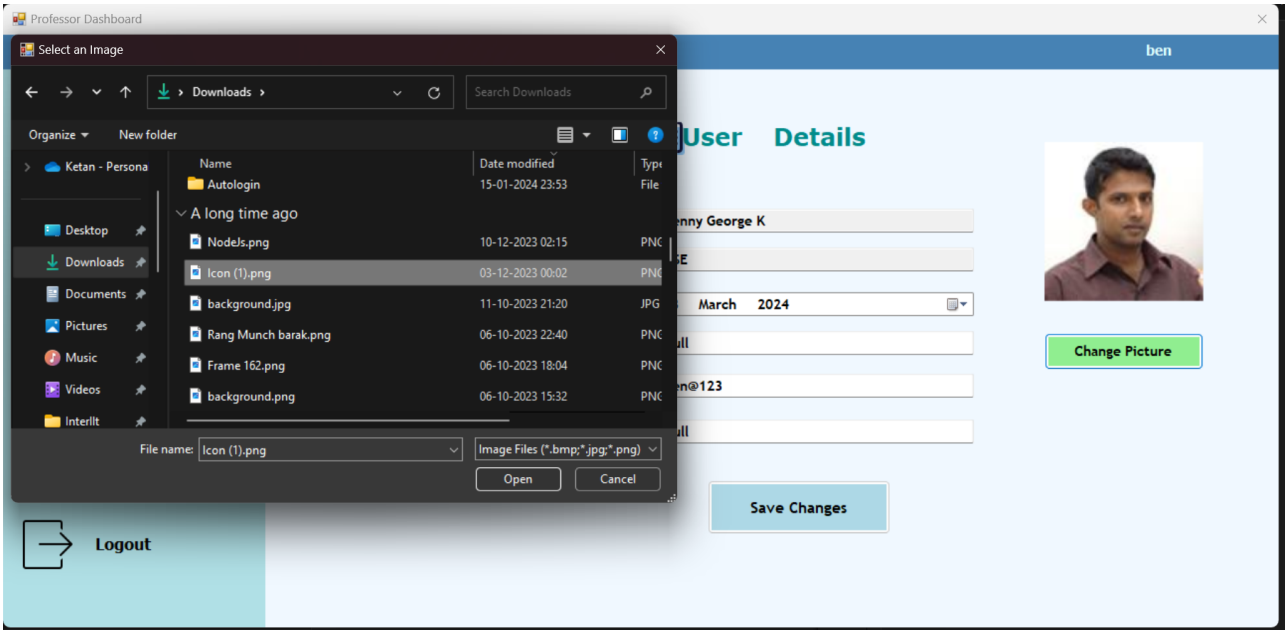 Professor Dashboard
Select an Image
ben
Downloads
Search Downloads
Organize
New folder
User Details
Ketan - Persona
Name
Date modified
Type
Autologin
15-01-2024 23:53
File
A long time ago
NodeJs.png
10-12-2023 02:15
PNG
Icon (1).png
03-12-2023 00:02
PNG
background.jpg
11-10-2023 21:20
JPG
Rang Munch barak.png
06-10-2023 22:40
PNG
Frame 162.png
06-10-2023 18:04
PNG
background.png
06-10-2023 15:32
PNG
Desktop
Downloads
Documents
Pictures
Music
Videos
InterIIt
enny George K
SE
March 2024
ull
en@123
ull
Change Picture
File name:
Icon (1).png
Image Files (*.bmp;*.jpg;*.png)
Open
Cancel
Save Changes
Logout